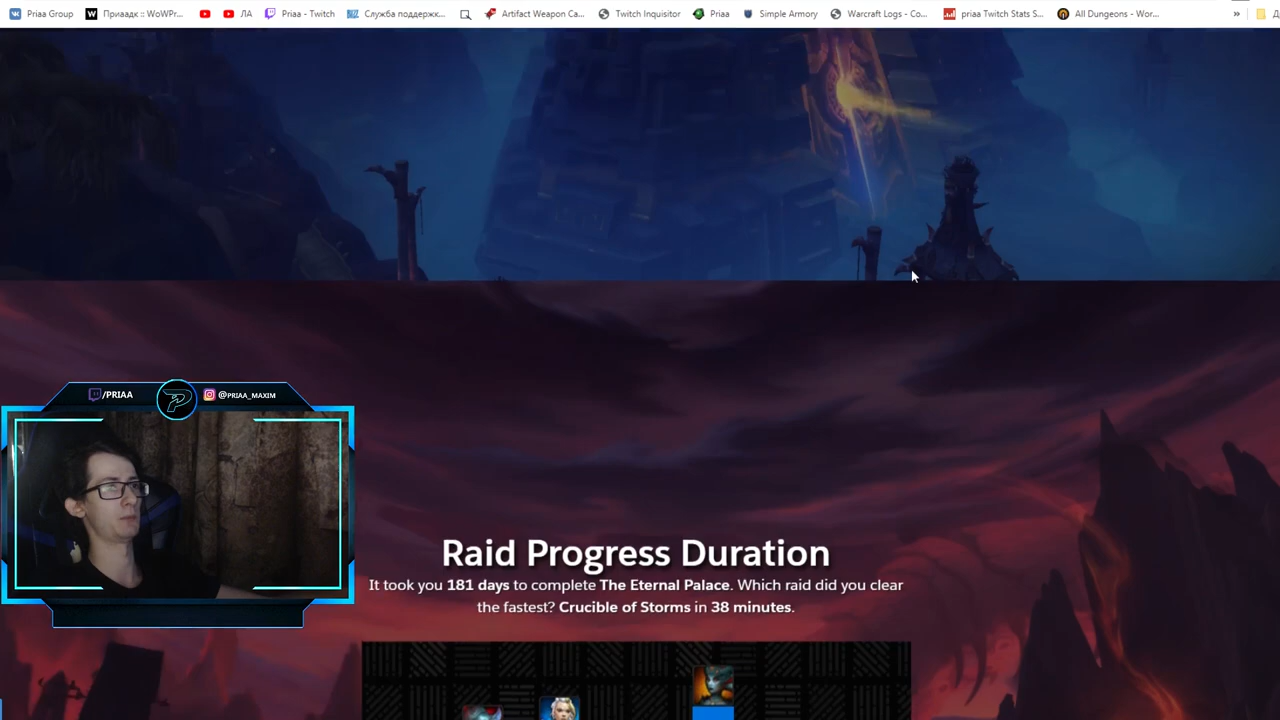 Priaa Group
Приаадк :: WoWPr...
ЛА
Priaa - Twitch
Служба поддержк...
Artifact Weapon Ca...
Twitch Inquisitor
Priaa
Simple Armory
Warcraft Logs - Co...
priaa Twitch Stats S...
All Dungeons - Wor...
»
/PRIAA
@PRIAA_MAXIM
Raid Progress Duration
It took you 181 days to complete The Eternal Palace. Which raid did you clear
the fastest? Crucible of Storms in 38 minutes.